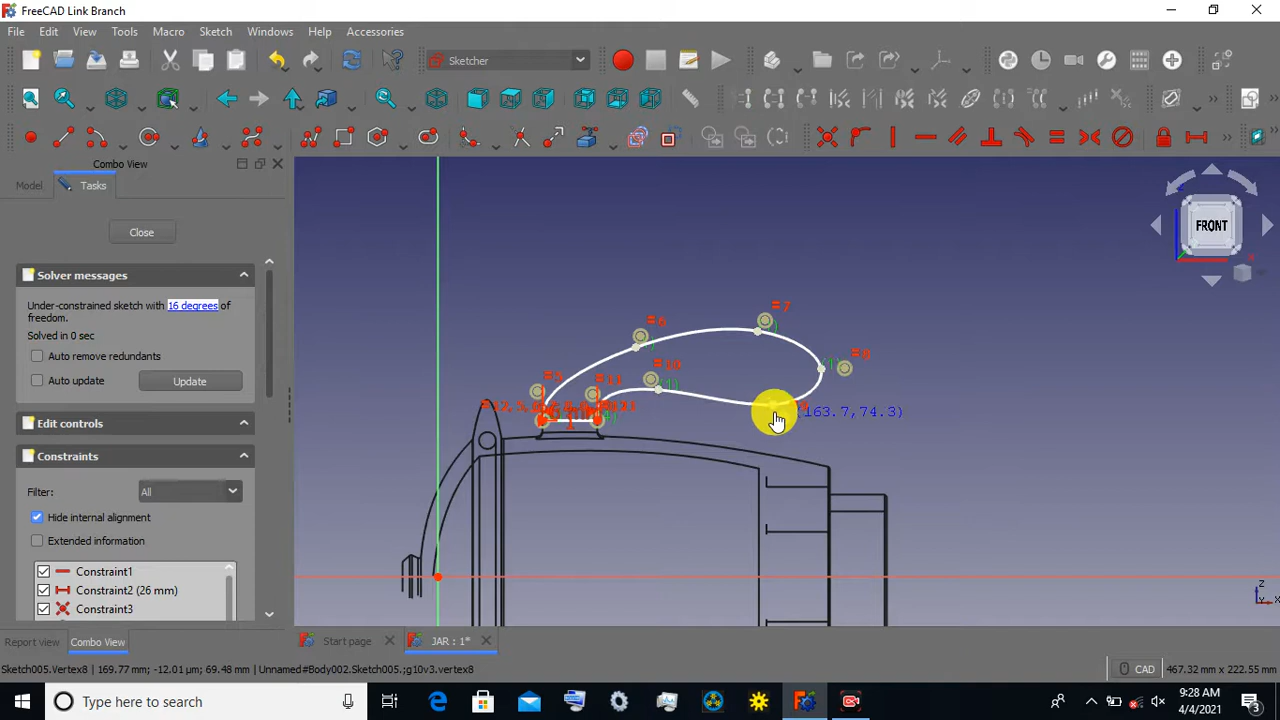 FreeCAD Link Branch
File Edit View Tools Macro Sketch Windows Help Accessories
Sketcher
Combo View
Model
Tasks
Close
Solver messages
Under-constrained sketch with 16 degrees of
freedom.
Solved in 0 sec
Auto remove redundants
Auto update
Update
Edit controls
Constraints
Filter:
All
Hide internal alignment
Extended information
Constraint1
Constraint2 (26 mm)
Constraint3
Report view
Combo View
FRONT
6
7
10
11
(163.7,74.3)
Z
X
Start page
JAR : 1*
Sketch005.Vertex8 | 169.77 mm, -12.01 µm; 69.48 mm | Unnamed#Body002.Sketch005.;g10v3.vertex8
CAD
467.32 mm x 222.55 mm
Type here to search
9:28 AM
4/4/2021
3